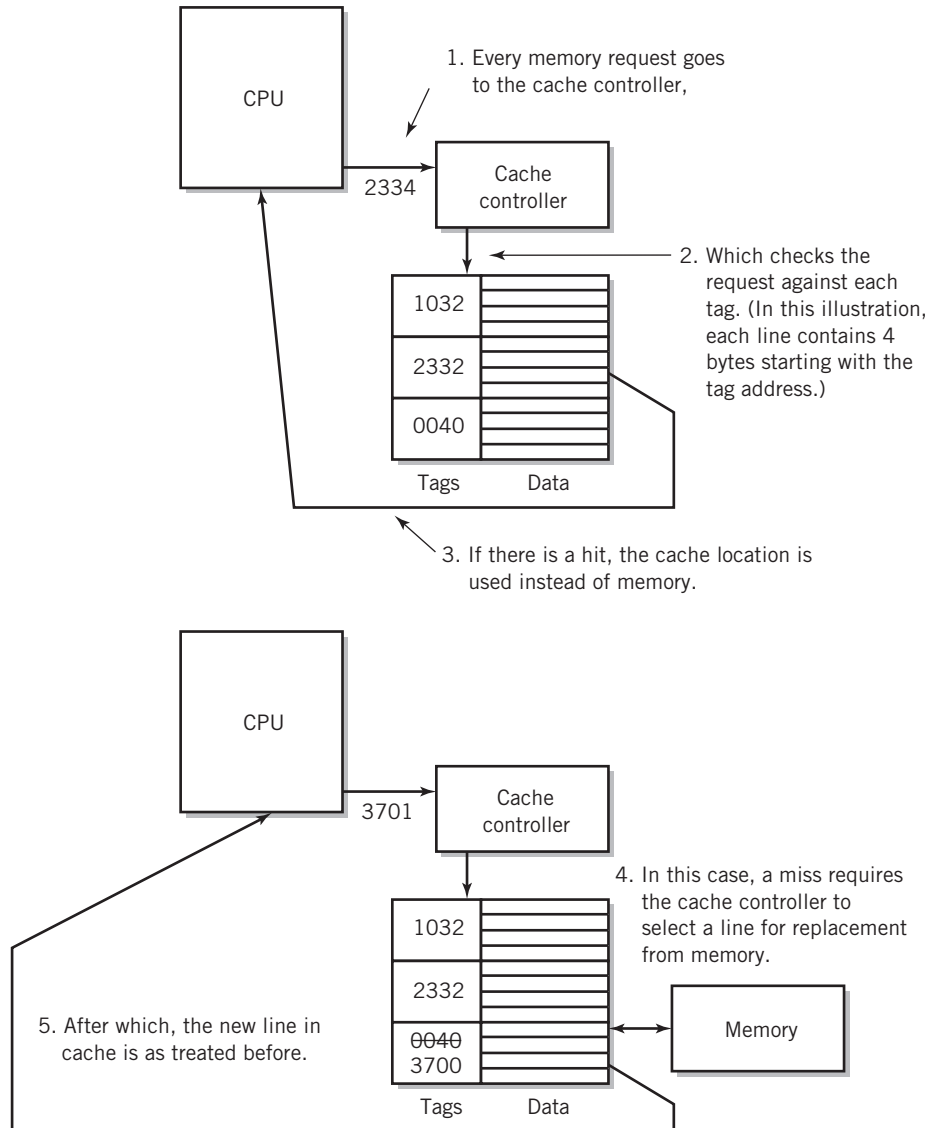 CPU
1. Every memory request goes
to the cache controller,
2334
Cache
controller
2. Which checks the
request against each
tag. (In this illustration,
each line contains 4
bytes starting with the
tag address.)
1032
2332
0040
Tags
Data
3. If there is a hit, the cache location is
used instead of memory.
CPU
3701
Cache
controller
4. In this case, a miss requires
the cache controller to
select a line for replacement
from memory.
1032
2332
0040
3700
Memory
5. After which, the new line in
cache is as treated before.
Tags
Data